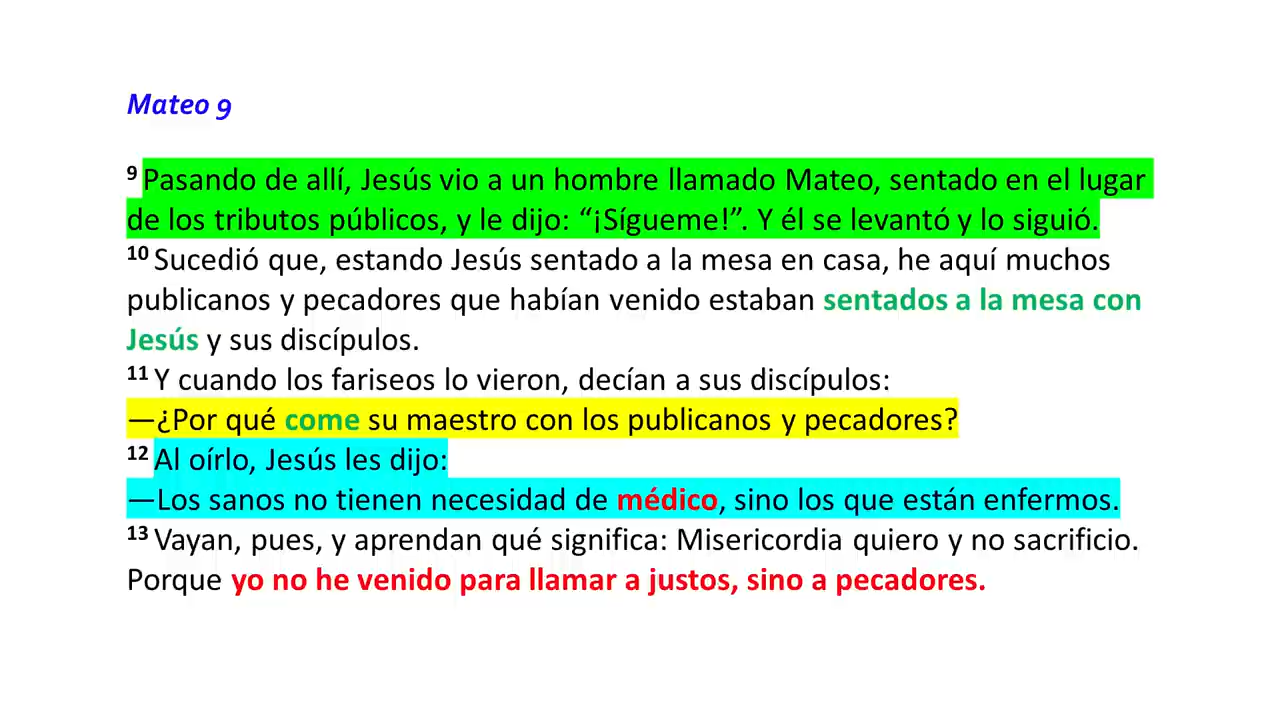 Mateo 9
9 Pasando de allí, Jesús vio a un hombre llamado Mateo, sentado en el lugar
de los tributos públicos, y le dijo: “¡Sígueme!”. Y él se levantó y lo siguió.
10 Sucedió que, estando Jesús sentado a la mesa en casa, he aquí muchos
publicanos y pecadores que habían venido estaban sentados a la mesa con
Jesús y sus discípulos.
11 Y cuando los fariseos lo vieron, decían a sus discípulos:
—¿Por qué come su maestro con los publicanos y pecadores?
12 Al oírlo, Jesús les dijo:
—Los sanos no tienen necesidad de médico, sino los que están enfermos.
13 Vayan, pues, y aprendan qué significa: Misericordia quiero y no sacrificio.
Porque yo no he venido para llamar a justos, sino a pecadores.